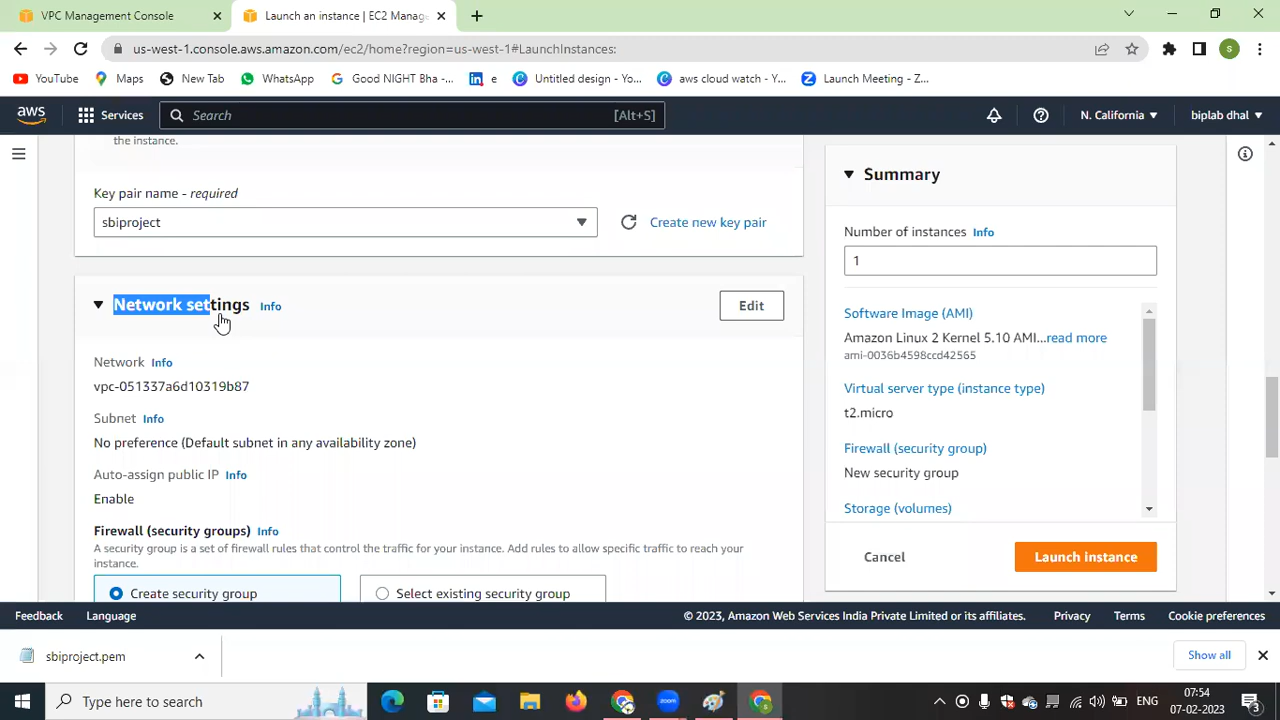 VPC Management Console
Launch an instance | EC2 Manag
us-west-1.console.aws.amazon.com/ec2/home?region=us-west-1#LaunchInstances:
S
YouTube
Maps
New Tab
WhatsApp
Good NIGHT Bha - ...
e
Untitled design - Yo...
aws cloud watch - Y...
Launch Meeting - Z...
aws
Services
Search
[Alt+S]
N. California
biplab dhal
the instance.
Key pair name - required
sbiproject
Create new key pair
Network settings Info
Edit
Network Info
vpc-051337a6d10319b87
Subnet Info
No preference (Default subnet in any availability zone)
Auto-assign public IP Info
Enable
Firewall (security groups) Info
A security group is a set of firewall rules that control the traffic for your instance. Add rules to allow specific traffic to reach your
instance.
Create security group
Select existing security group
Summary
Number of instances Info
1
Software Image (AMI)
Amazon Linux 2 Kernel 5.10 AMI...read more
ami-0036b4598ccd42565
Virtual server type (instance type)
t2.micro
Firewall (security group)
New security group
Storage (volumes)
Cancel
Launch instance
Feedback
Language
© 2023, Amazon Web Services India Private Limited or its affiliates.
Privacy
Terms
Cookie preferences
sbiproject.pem
Show all
Type here to search
zoom
ENG
07:54
07-02-2023
3